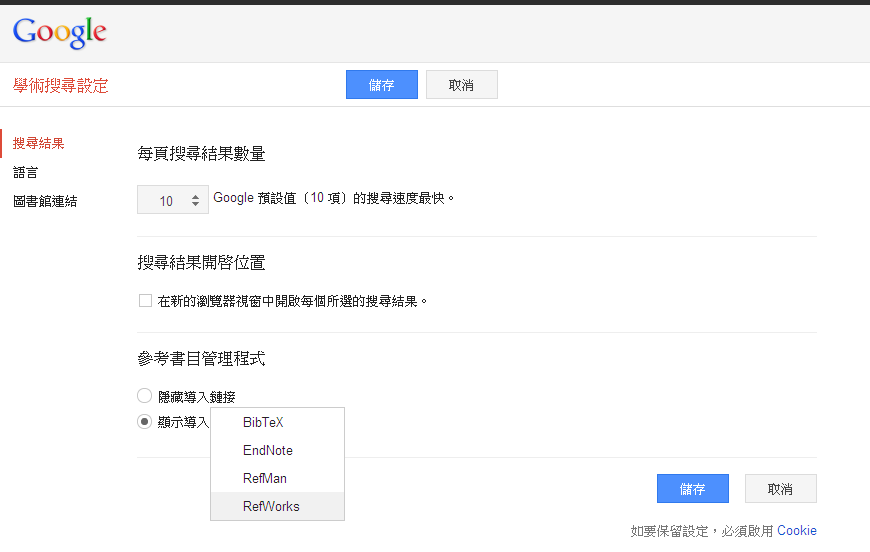 Google
學術搜尋設定
儲存
取消
搜尋結果
語言
圖書館連結
每頁搜尋結果數量
10
Google 預設值〔10 項〕的搜尋速度最快。
搜尋結果開啓位置
在新的瀏覽器視窗中開啟每個所選的搜尋結果。
參考書目管理程式
隱藏導入鏈接
顯示導入
BibTeX
EndNote
RefMan
RefWorks
儲存
取消
如要保留設定，必須啟用 Cookie